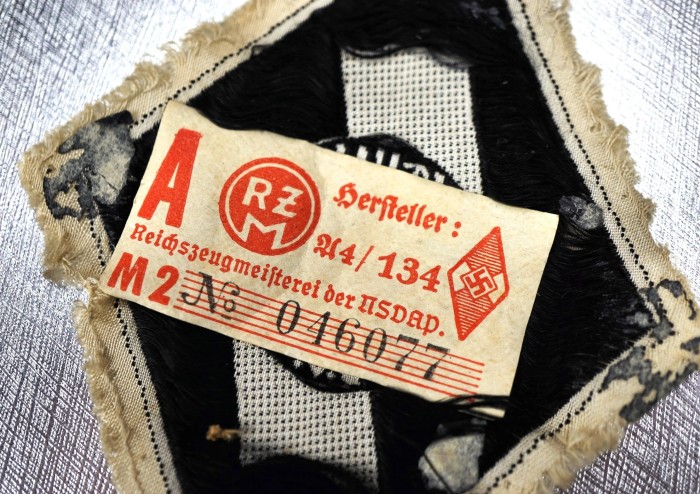 A
RZM
Hersteller:
A4/134
Reichszeugmeisterei der NSDAP.
M2
No 046077